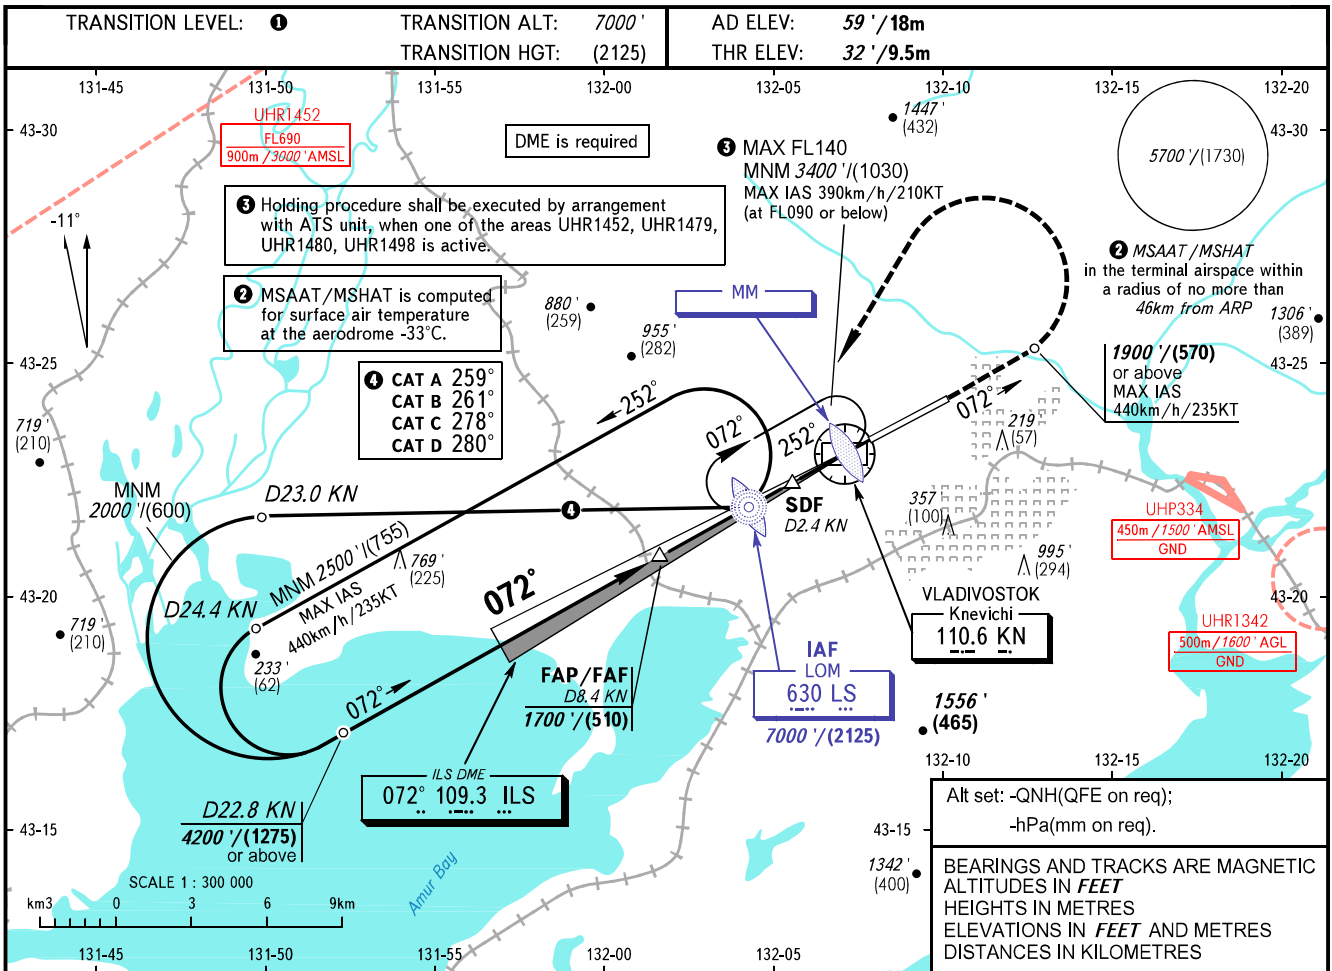 TRANSITION LEVEL: ❶
TRANSITION ALT: 7000 '
TRANSITION HGT: (2125)
AD ELEV: 59 '/18m
THR ELEV: 32 '/9.5m
131-45
131-50
131-55
132-00
132-05
132-10
132-15
132-20
43-30
UHR1452
FL690
900m/3000 'AMSL
DME is required
❸ MAX FL140
MNM 3400 '/(1030)
MAX IAS 390km/h/210KT
(at FL090 or below)
1447 '
(432)
43-30
5700 '/(1730)
❷ MSAAT/MSHAT
in the terminal airspace within
a radius of no more than
46km from ARP
1306 '
(389)
❸ Holding procedure shall be executed by arrangement
with ATS unit, when one of the areas UHR1452, UHR1479,
UHR1480, UHR1498 is active.
-11°
❷ MSAAT/MSHAT is computed
for surface air temperature
at the aerodrome -33°C.
880 '
(259)
955 '
(282)
MM
43-25
43-25
1900 '/(570)
or above
MAX IAS
440km/h/235KT
❹ CAT A 259°
CAT B 261°
CAT C 278°
CAT D 280°
252°
072°
252°
072°
219 '
(57)
719 '
(210)
MNM
2000 '/(600)
D23.0 KN
❹
SDF
D2.4 KN
357
(100)
995 '
(294)
UHP334
450m/1500 'AMSL
GND
MNM 2500 '/(755)
MAX IAS
440km/h/235KT
769 '
(225)
072°
43-20
43-20
D24.4 KN
719 '
(210)
233 '
(62)
VLADIVOSTOK
Knevichi
110.6 KN
UHR1342
500m/1600 ' AGL
GND
IAF
LOM
630 LS
7000 '/(2125)
FAP/FAF
D8.4 KN
1700 '/(510)
072°
1556 '
(465)
ILS DME
072° 109.3 ILS
D22.8 KN
4200 '/(1275)
or above
132-10
132-15
132-20
Alt set: -QNH(QFE on req);
-hPa(mm on req).
43-15
43-15
1342 '
(400)
Amur Bay
SCALE 1 : 300 000
km3 0 3 6 9km
BEARINGS AND TRACKS ARE MAGNETIC
ALTITUDES IN FEET
HEIGHTS IN METRES
ELEVATIONS IN FEET AND METRES
DISTANCES IN KILOMETRES
131-45
131-50
131-55
132-00
132-05